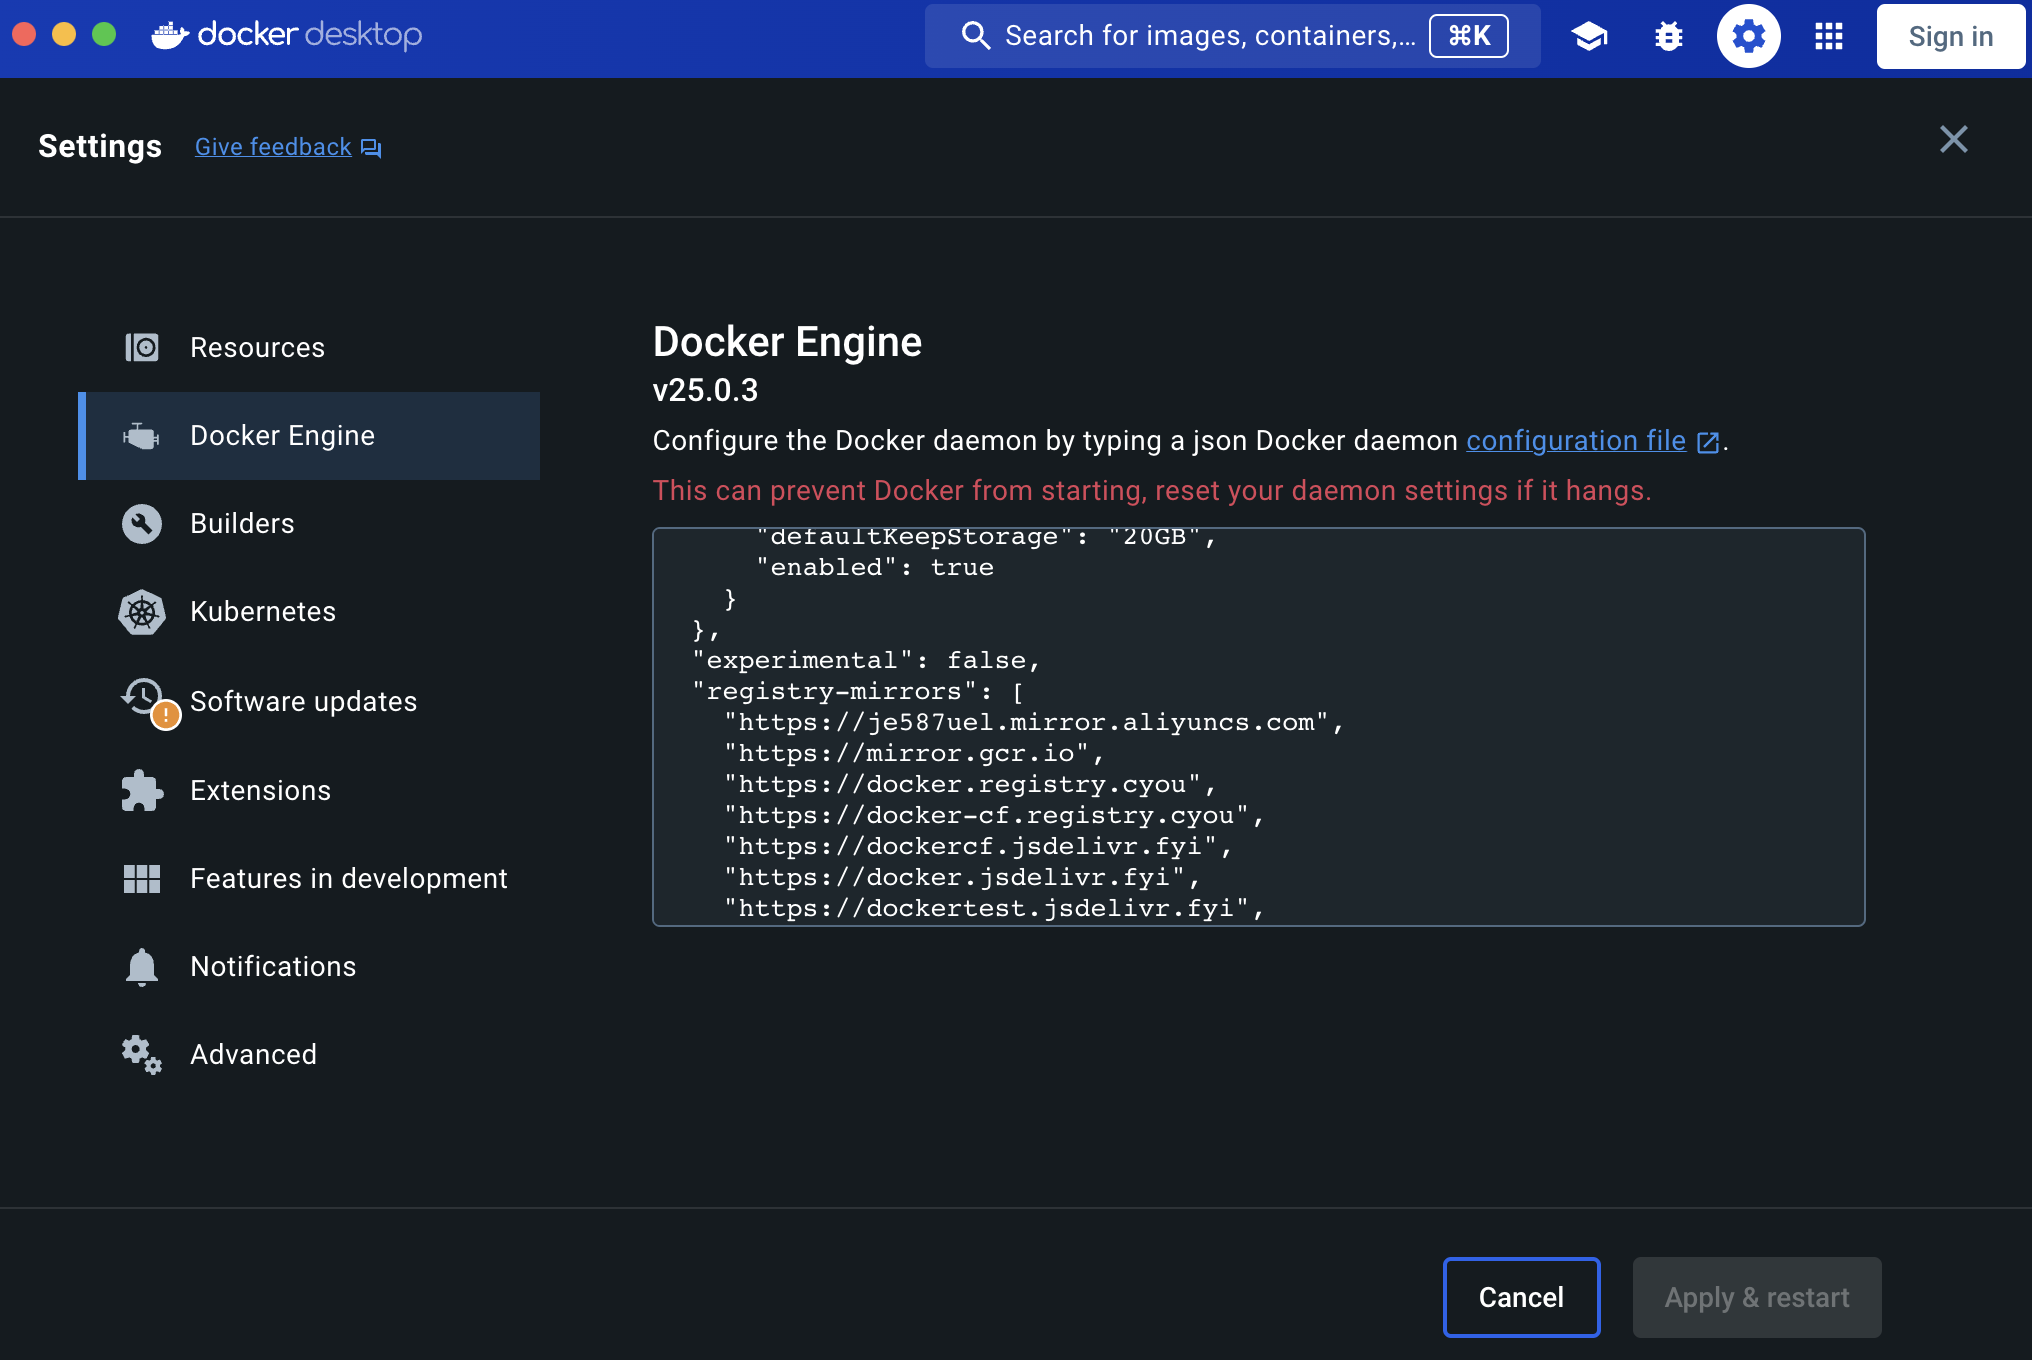 docker desktop
Search for images, containers,...
⌘K
Sign in
Settings
Give feedback
Resources
Docker Engine
Builders
Kubernetes
Software updates
Extensions
Features in development
Notifications
Advanced
Docker Engine
v25.0.3
Configure the Docker daemon by typing a json Docker daemon configuration file.
This can prevent Docker from starting, reset your daemon settings if it hangs.
"defaultKeepStorage": "20GB",
"enabled": true
}
},
"experimental": false,
"registry-mirrors": [
"https://je587uel.mirror.aliyuncs.com",
"https://mirror.gcr.io",
"https://docker.registry.cyou",
"https://docker-cf.registry.cyou",
"https://dockercf.jsdelivr.fyi",
"https://docker.jsdelivr.fyi",
"https://dockertest.jsdelivr.fyi",
Cancel
Apply & restart